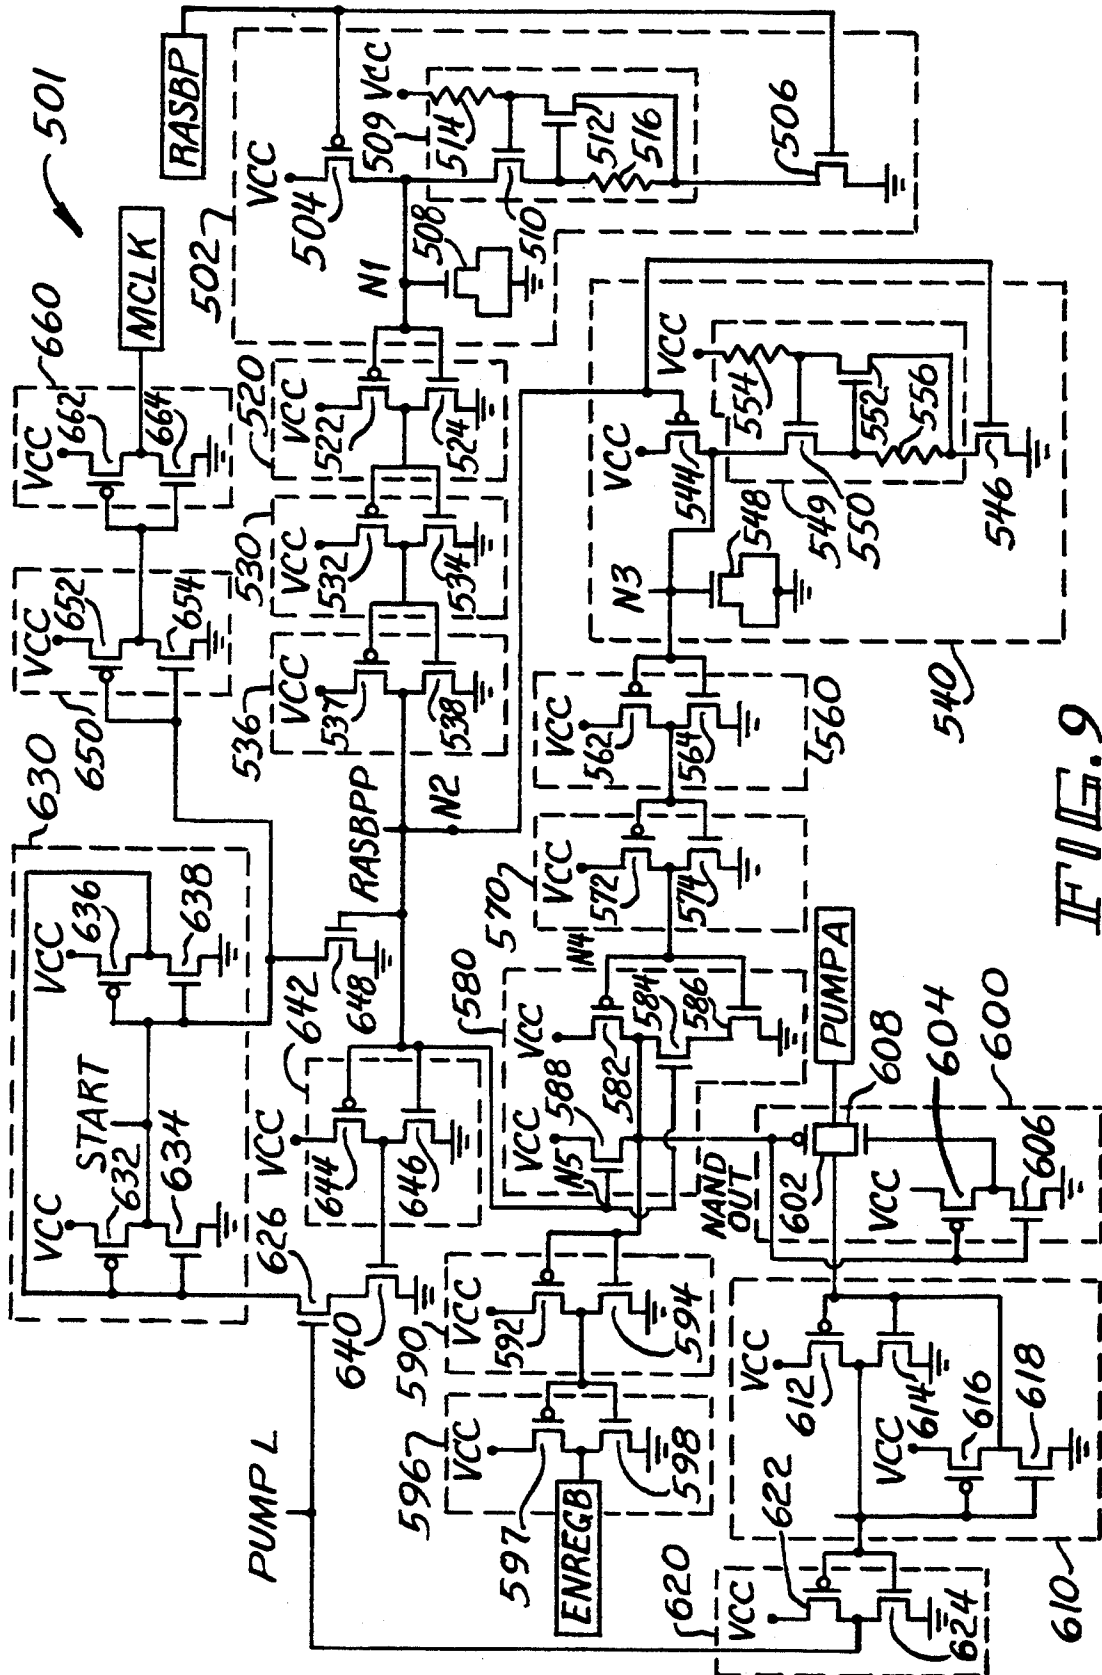 501
RASBP
MCLK
660
VCC
662
664
502
VCC
504
N1
508
509
VCC
514
510
512
516
506
630
VCC
636
638
START
VCC
632
634
650
VCC
652
654
520
VCC
522
524
530
VCC
532
534
536
VCC
537
538
RASBPP
N2
648
642
VCC
644
646
626
640
PUMP L
540
VCC
544
N3
548
VCC
554
549
550
552
556
546
560
VCC
562
564
570
VCC
572
574
N4
580
VCC
582
584
586
VCC
588
N5
590
VCC
592
594
596
VCC
597
598
ENREGB
NAND
OUT
PUMPA
608
604
600
602
VCC
606
VCC
612
614
VCC
616
618
610
620
622
VCC
624
FIG. 9